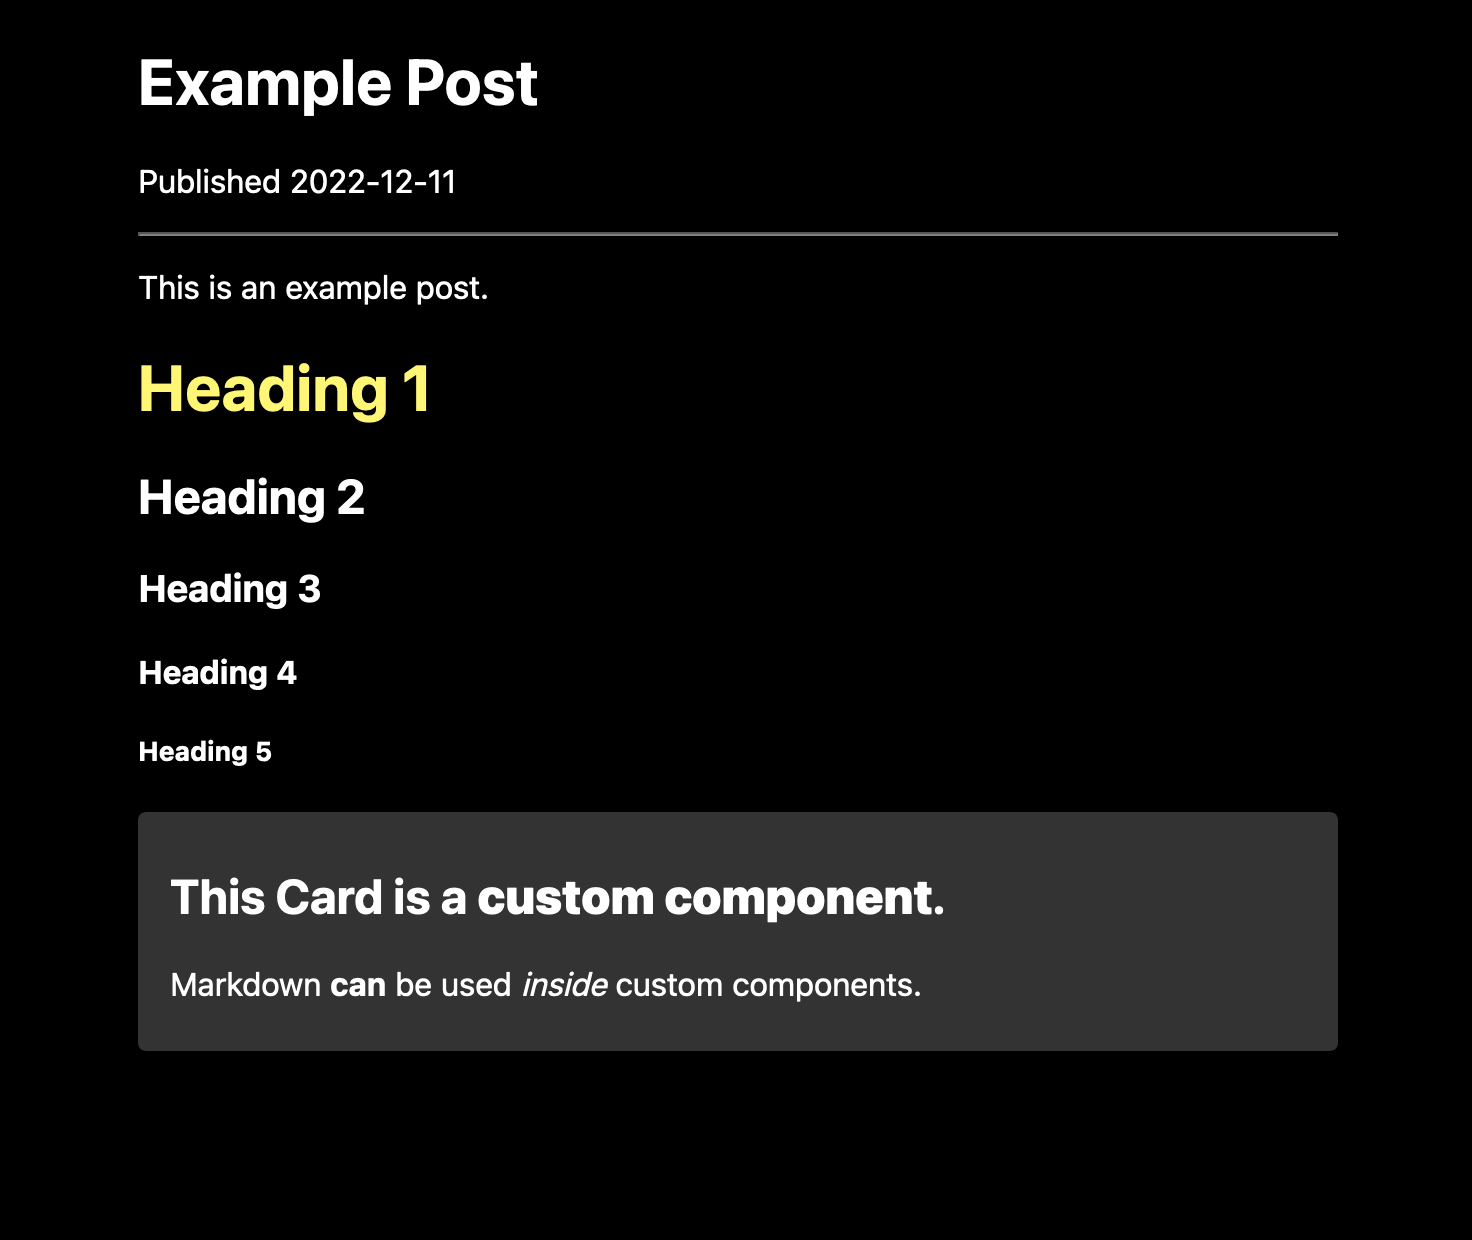 Example Post
Published 2022-12-11
This is an example post.
Heading 1
Heading 2
Heading 3
Heading 4
Heading 5
This Card is a custom component.
Markdown can be used inside custom components.